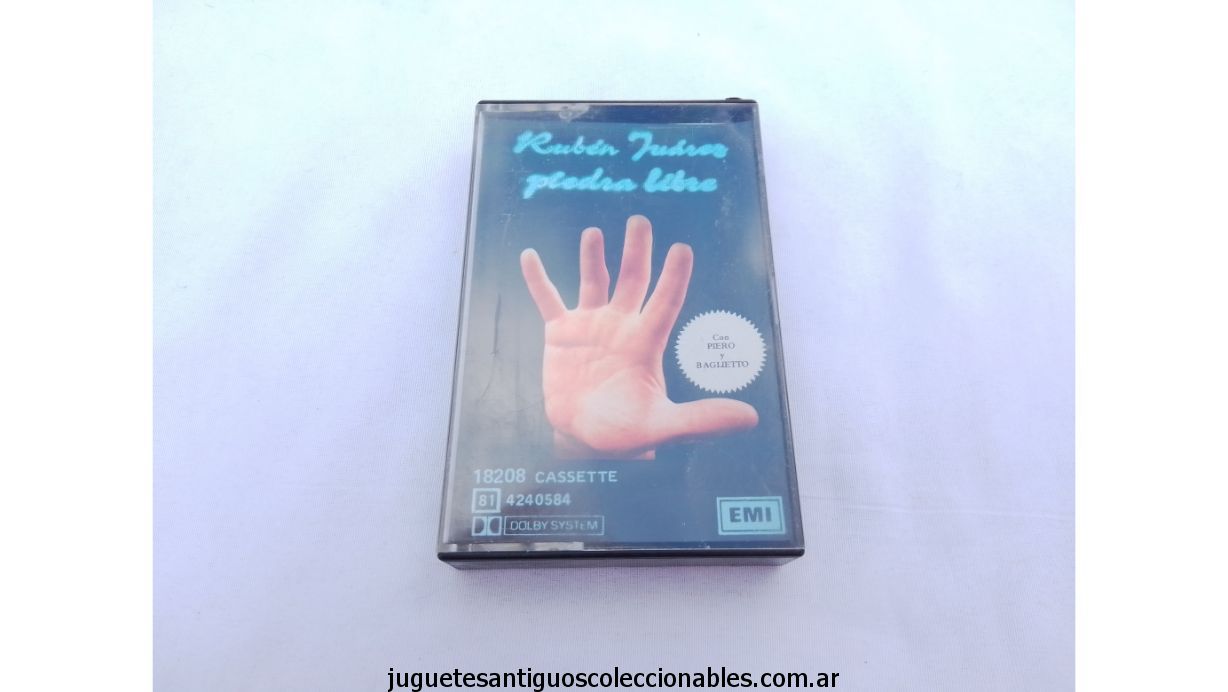 Rubén Juárez
piedra libre
Con
PIERO
y
BAGLIETTO
18208 CASSETTE
81 4240584
DOLBY SYSTEM
EMI
juguetesantiguoscoleccionables.com.ar